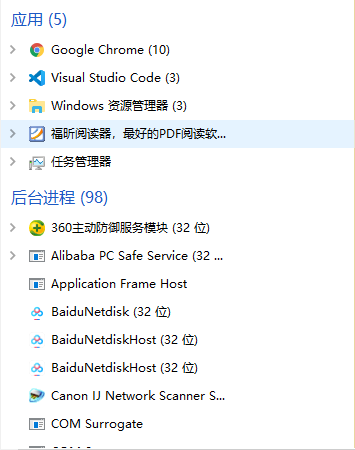 应用 (5)
Google Chrome (10)
Visual Studio Code (3)
Windows 资源管理器 (3)
福昕阅读器，最好的PDF阅读软...
任务管理器
后台进程 (98)
360主动防御服务模块 (32 位)
Alibaba PC Safe Service (32 ...
Application Frame Host
BaiduNetdisk (32 位)
BaiduNetdiskHost (32 位)
BaiduNetdiskHost (32 位)
Canon IJ Network Scanner S...
COM Surrogate